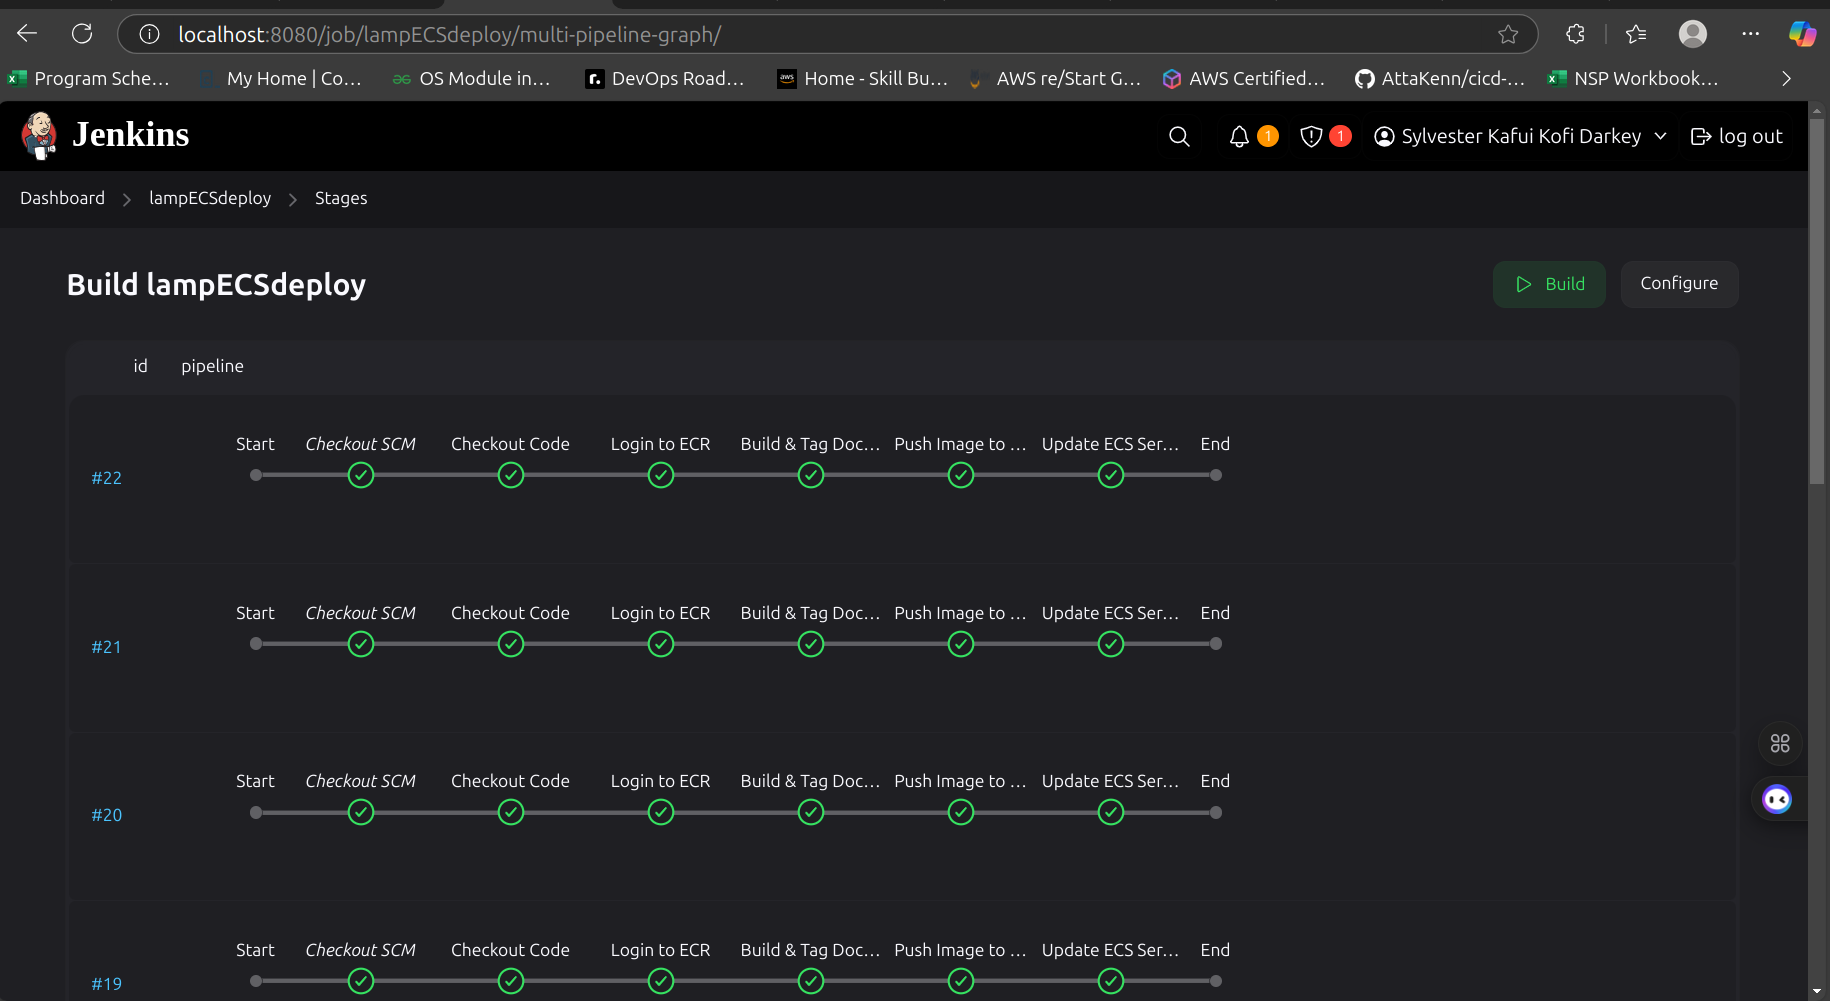 localhost:8080/job/lampECSdeploy/multi-pipeline-graph/
Program Sche... My Home | Co... OS Module in... DevOps Road... Home - Skill Bu... AWS re/Start G... AWS Certified... AttaKenn/cicd-... NSP Workbook...
Jenkins 1 1 Sylvester Kafui Kofi Darkey log out
Dashboard lampECSdeploy Stages
Build lampECSdeploy Build Configure
id pipeline
Start Checkout SCM Checkout Code Login to ECR Build & Tag Doc... Push Image to ... Update ECS Ser... End
#22
Start Checkout SCM Checkout Code Login to ECR Build & Tag Doc... Push Image to ... Update ECS Ser... End
#21
Start Checkout SCM Checkout Code Login to ECR Build & Tag Doc... Push Image to ... Update ECS Ser... End
#20
Start Checkout SCM Checkout Code Login to ECR Build & Tag Doc... Push Image to ... Update ECS Ser... End
#19